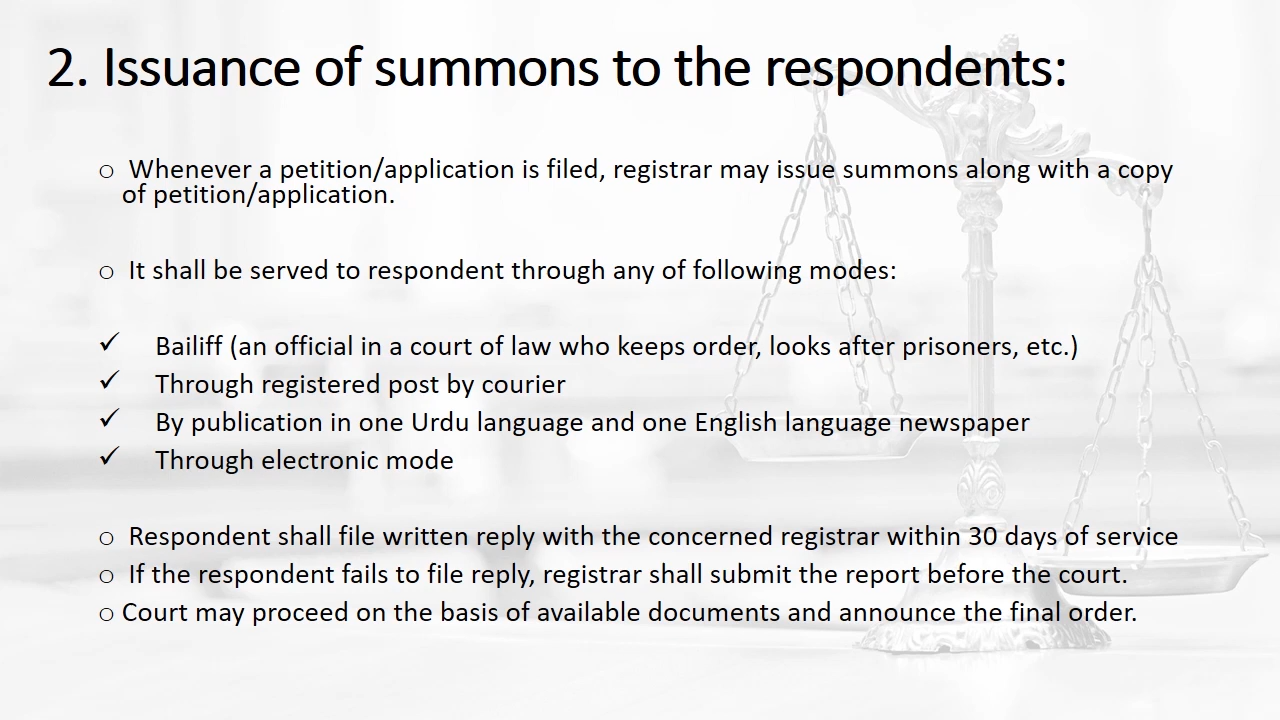 2. Issuance of summons to the respondents:
○ Whenever a petition/application is filed, registrar may issue summons along with a copy
of petition/application.
○ It shall be served to respondent through any of following modes:
✓ Bailiff (an official in a court of law who keeps order, looks after prisoners, etc.)
✓ Through registered post by courier
✓ By publication in one Urdu language and one English language newspaper
✓ Through electronic mode
○ Respondent shall file written reply with the concerned registrar within 30 days of service
○ If the respondent fails to file reply, registrar shall submit the report before the court.
○ Court may proceed on the basis of available documents and announce the final order.